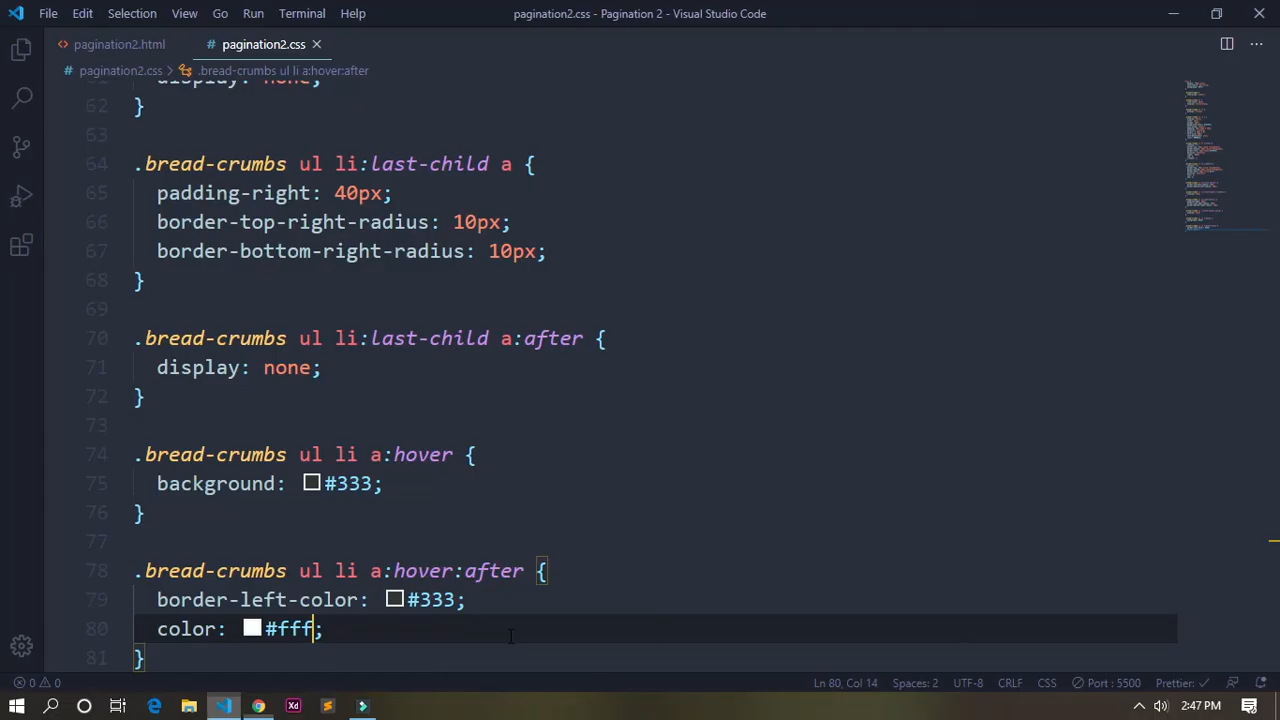 File Edit Selection View Go Run Terminal Help pagination2.css - Pagination 2 - Visual Studio Code
pagination2.html # pagination2.css
# pagination2.css > .bread-crumbs ul li a:hover:after
display: none;
62 }
63
64 .bread-crumbs ul li:last-child a {
65 padding-right: 40px;
66 border-top-right-radius: 10px;
67 border-bottom-right-radius: 10px;
68 }
69
70 .bread-crumbs ul li:last-child a:after {
71 display: none;
72 }
73
74 .bread-crumbs ul li a:hover {
75 background: #333;
76 }
77
78 .bread-crumbs ul li a:hover:after {
79 border-left-color: #333;
80 color: #fff;
81 }
0 0 Ln 80, Col 14 Spaces: 2 UTF-8 CRLF CSS Port : 5500 Prettier: ✓
Xd 2:47 PM